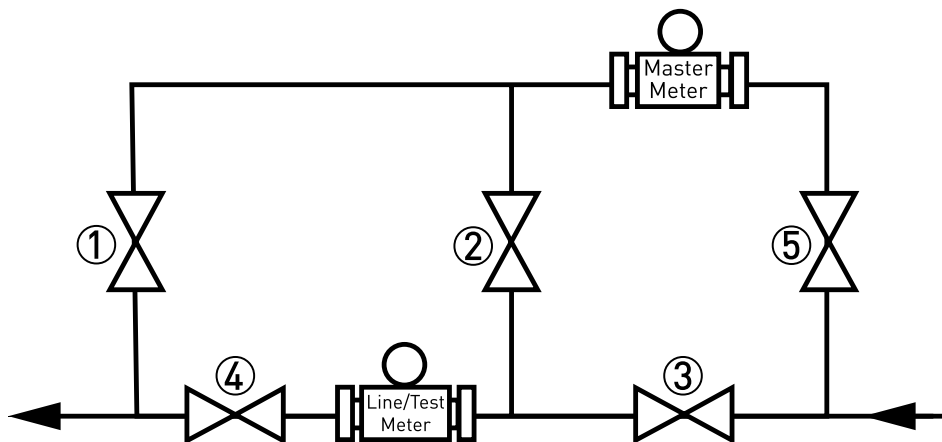 Master
Meter
①
②
⑤
④
③
Line/Test
Meter